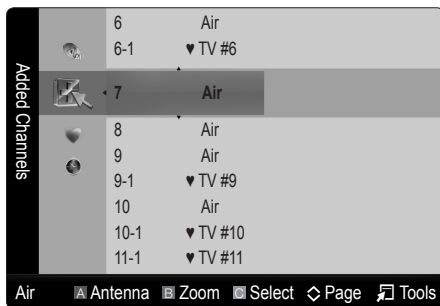 Added Channels
6 Air
6-1 ♥ TV #6
7 Air
8 Air
9 Air
9-1 ♥ TV #9
10 Air
10-1 ♥ TV #10
11-1 ♥ TV #11
Air A Antenna B Zoom C Select Page Tools